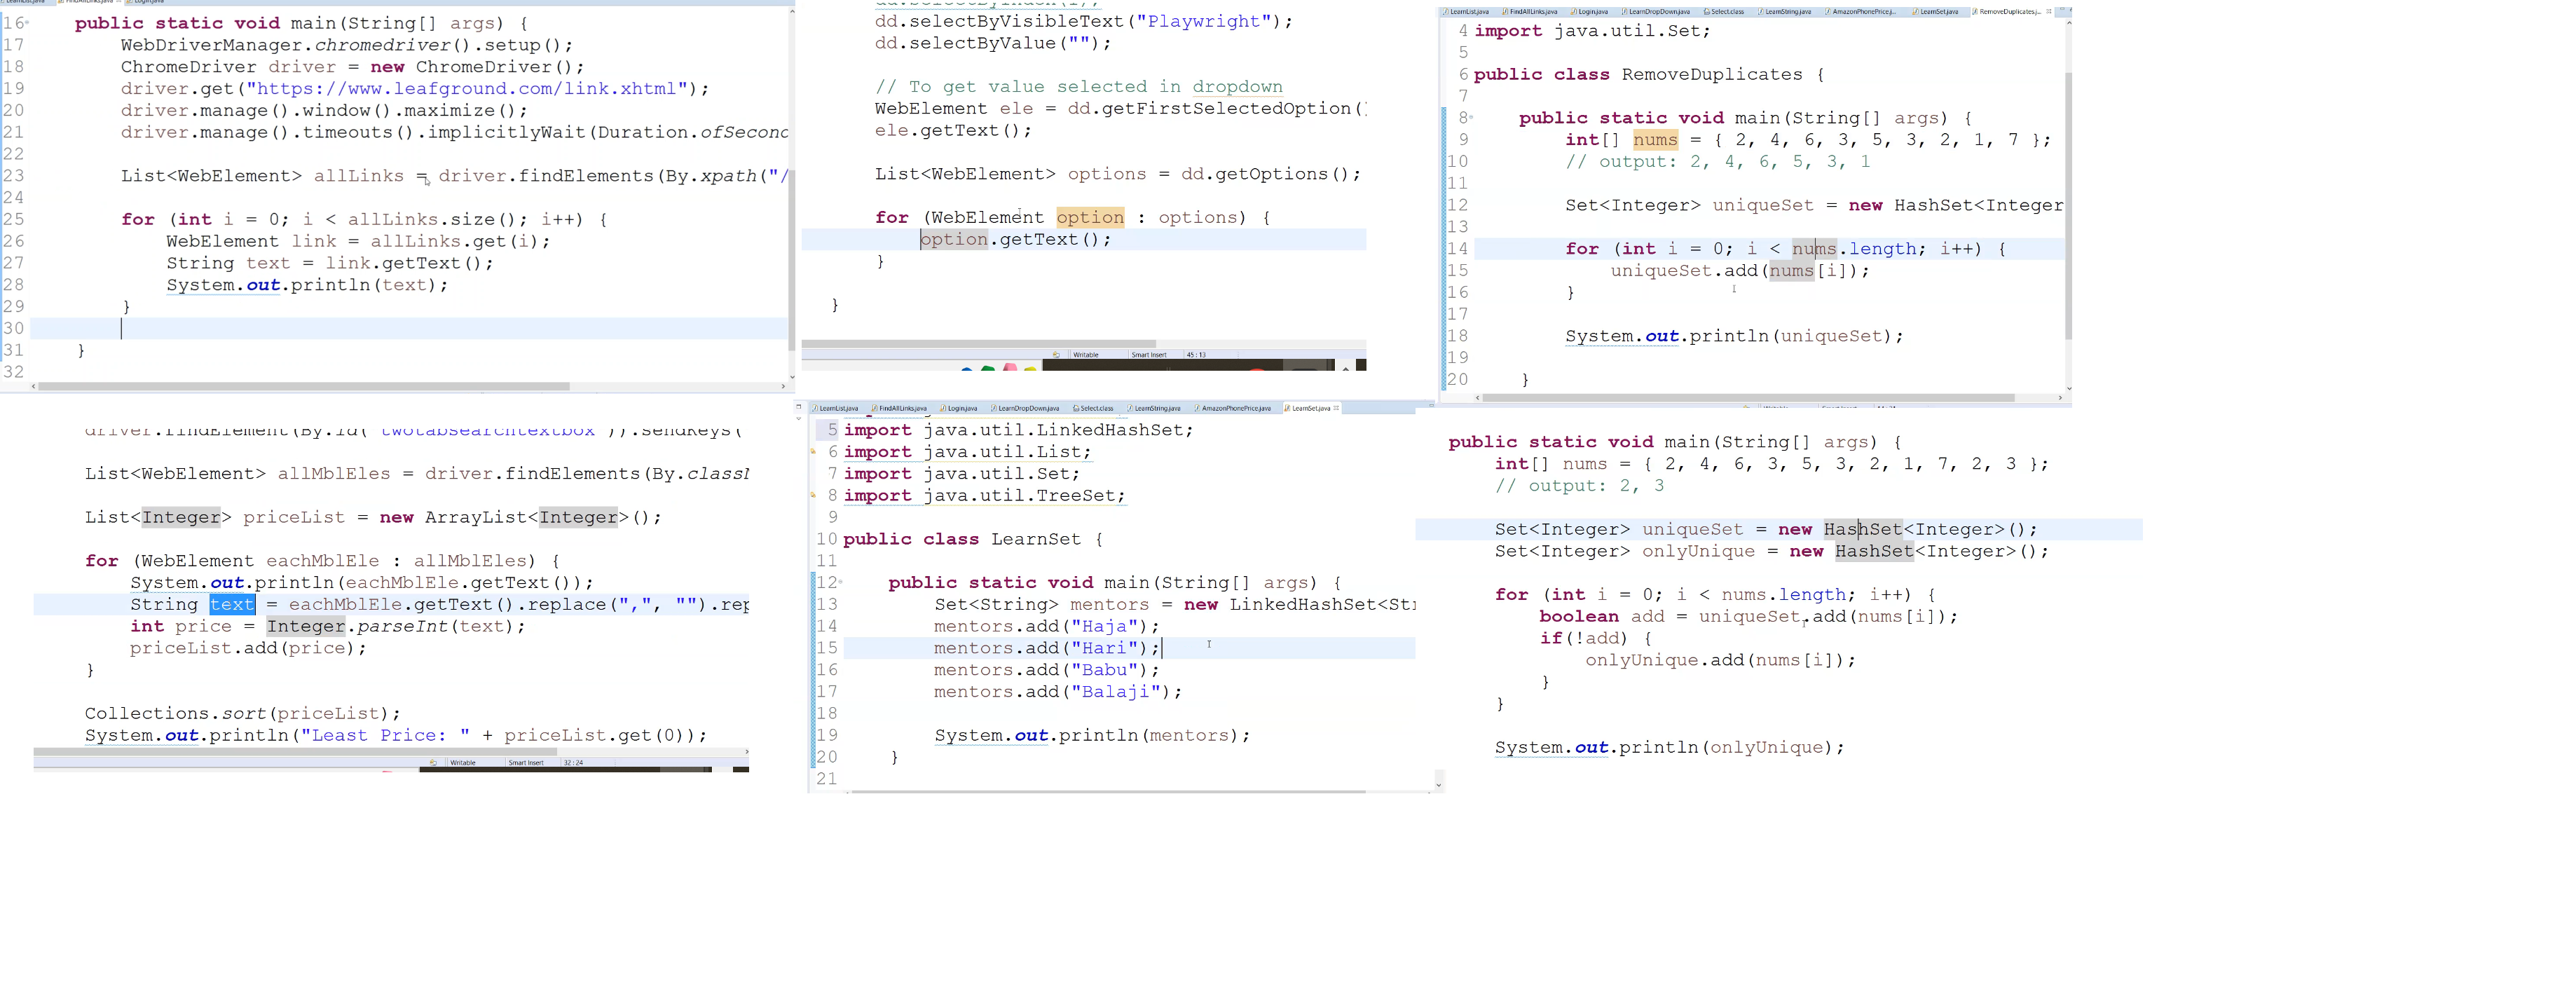 LearnList.java FindAllLinks.java Login.java
16 public static void main(String[] args) {
17 WebDriverManager.chromedriver().setup();
18 ChromeDriver driver = new ChromeDriver();
19 driver.get("https://www.leafground.com/link.xhtml");
20 driver.manage().window().maximize();
21 driver.manage().timeouts().implicitlyWait(Duration.ofSecond
22
23 List<WebElement> allLinks = driver.findElements(By.xpath("/
24
25 for (int i = 0; i < allLinks.size(); i++) {
26 WebElement link = allLinks.get(i);
27 String text = link.getText();
28 System.out.println(text);
29 }
30
31 }
32
dd.selectByIndex(1);
dd.selectByVisibleText("Playwright");
dd.selectByValue("");
// To get value selected in dropdown
WebElement ele = dd.getFirstSelectedOption()
ele.getText();
List<WebElement> options = dd.getOptions();
for (WebElement option : options) {
option.getText();
}
}
Writable Smart Insert 45 : 13
LearnList.java FindAllLinks.java Login.java LearnDropDown.java Select.class LearnString.java AmazonPhonePrice.j... LearnSet.java RemoveDuplicates.j...
4 import java.util.Set;
5
6 public class RemoveDuplicates {
7
8 public static void main(String[] args) {
9 int[] nums = { 2, 4, 6, 3, 5, 3, 2, 1, 7 };
10 // output: 2, 4, 6, 5, 3, 1
11
12 Set<Integer> uniqueSet = new HashSet<Integer
13
14 for (int i = 0; i < nums.length; i++) {
15 uniqueSet.add(nums[i]);
16 }
17
18 System.out.println(uniqueSet);
19
20 }
driver.findElement(By.id("twotabsearchtextbox")).sendKeys(
List<WebElement> allMblEles = driver.findElements(By.classN
List<Integer> priceList = new ArrayList<Integer>();
for (WebElement eachMblEle : allMblEles) {
System.out.println(eachMblEle.getText());
String text = eachMblEle.getText().replace(",", "").rep
int price = Integer.parseInt(text);
priceList.add(price);
}
Collections.sort(priceList);
System.out.println("Least Price: " + priceList.get(0));
Writable Smart Insert 32 : 24
LearnList.java FindAllLinks.java Login.java LearnDropDown.java Select.class LearnString.java AmazonPhonePrice.java LearnSet.java
5 import java.util.LinkedHashSet;
6 import java.util.List;
7 import java.util.Set;
8 import java.util.TreeSet;
9
10 public class LearnSet {
11
12 public static void main(String[] args) {
13 Set<String> mentors = new LinkedHashSet<Str
14 mentors.add("Haja");
15 mentors.add("Hari");
16 mentors.add("Babu");
17 mentors.add("Balaji");
18
19 System.out.println(mentors);
20 }
21
public static void main(String[] args) {
int[] nums = { 2, 4, 6, 3, 5, 3, 2, 1, 7, 2, 3 };
// output: 2, 3
Set<Integer> uniqueSet = new HashSet<Integer>();
Set<Integer> onlyUnique = new HashSet<Integer>();
for (int i = 0; i < nums.length; i++) {
boolean add = uniqueSet.add(nums[i]);
if(!add) {
onlyUnique.add(nums[i]);
}
}
System.out.println(onlyUnique);